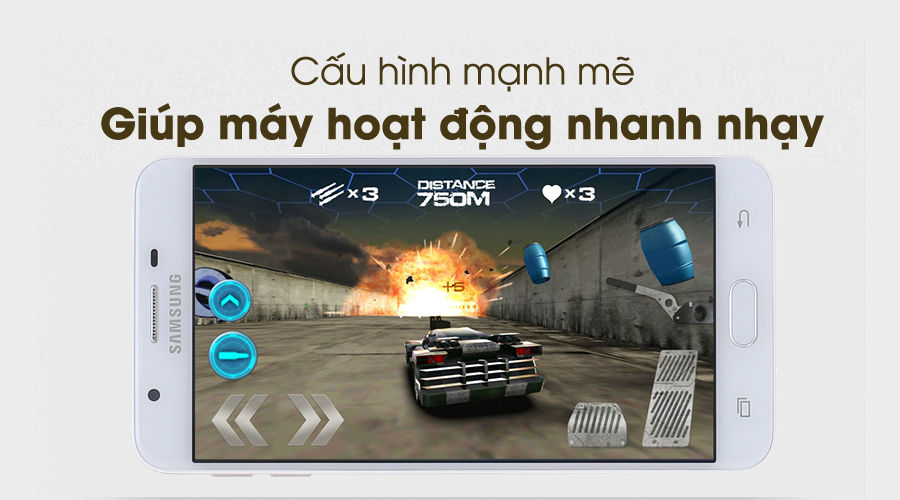 Cấu hình mạnh mẽ
Giúp máy hoạt động nhanh nhạy
×3
DISTANCE
750M
×3
+5
SAMSUNG